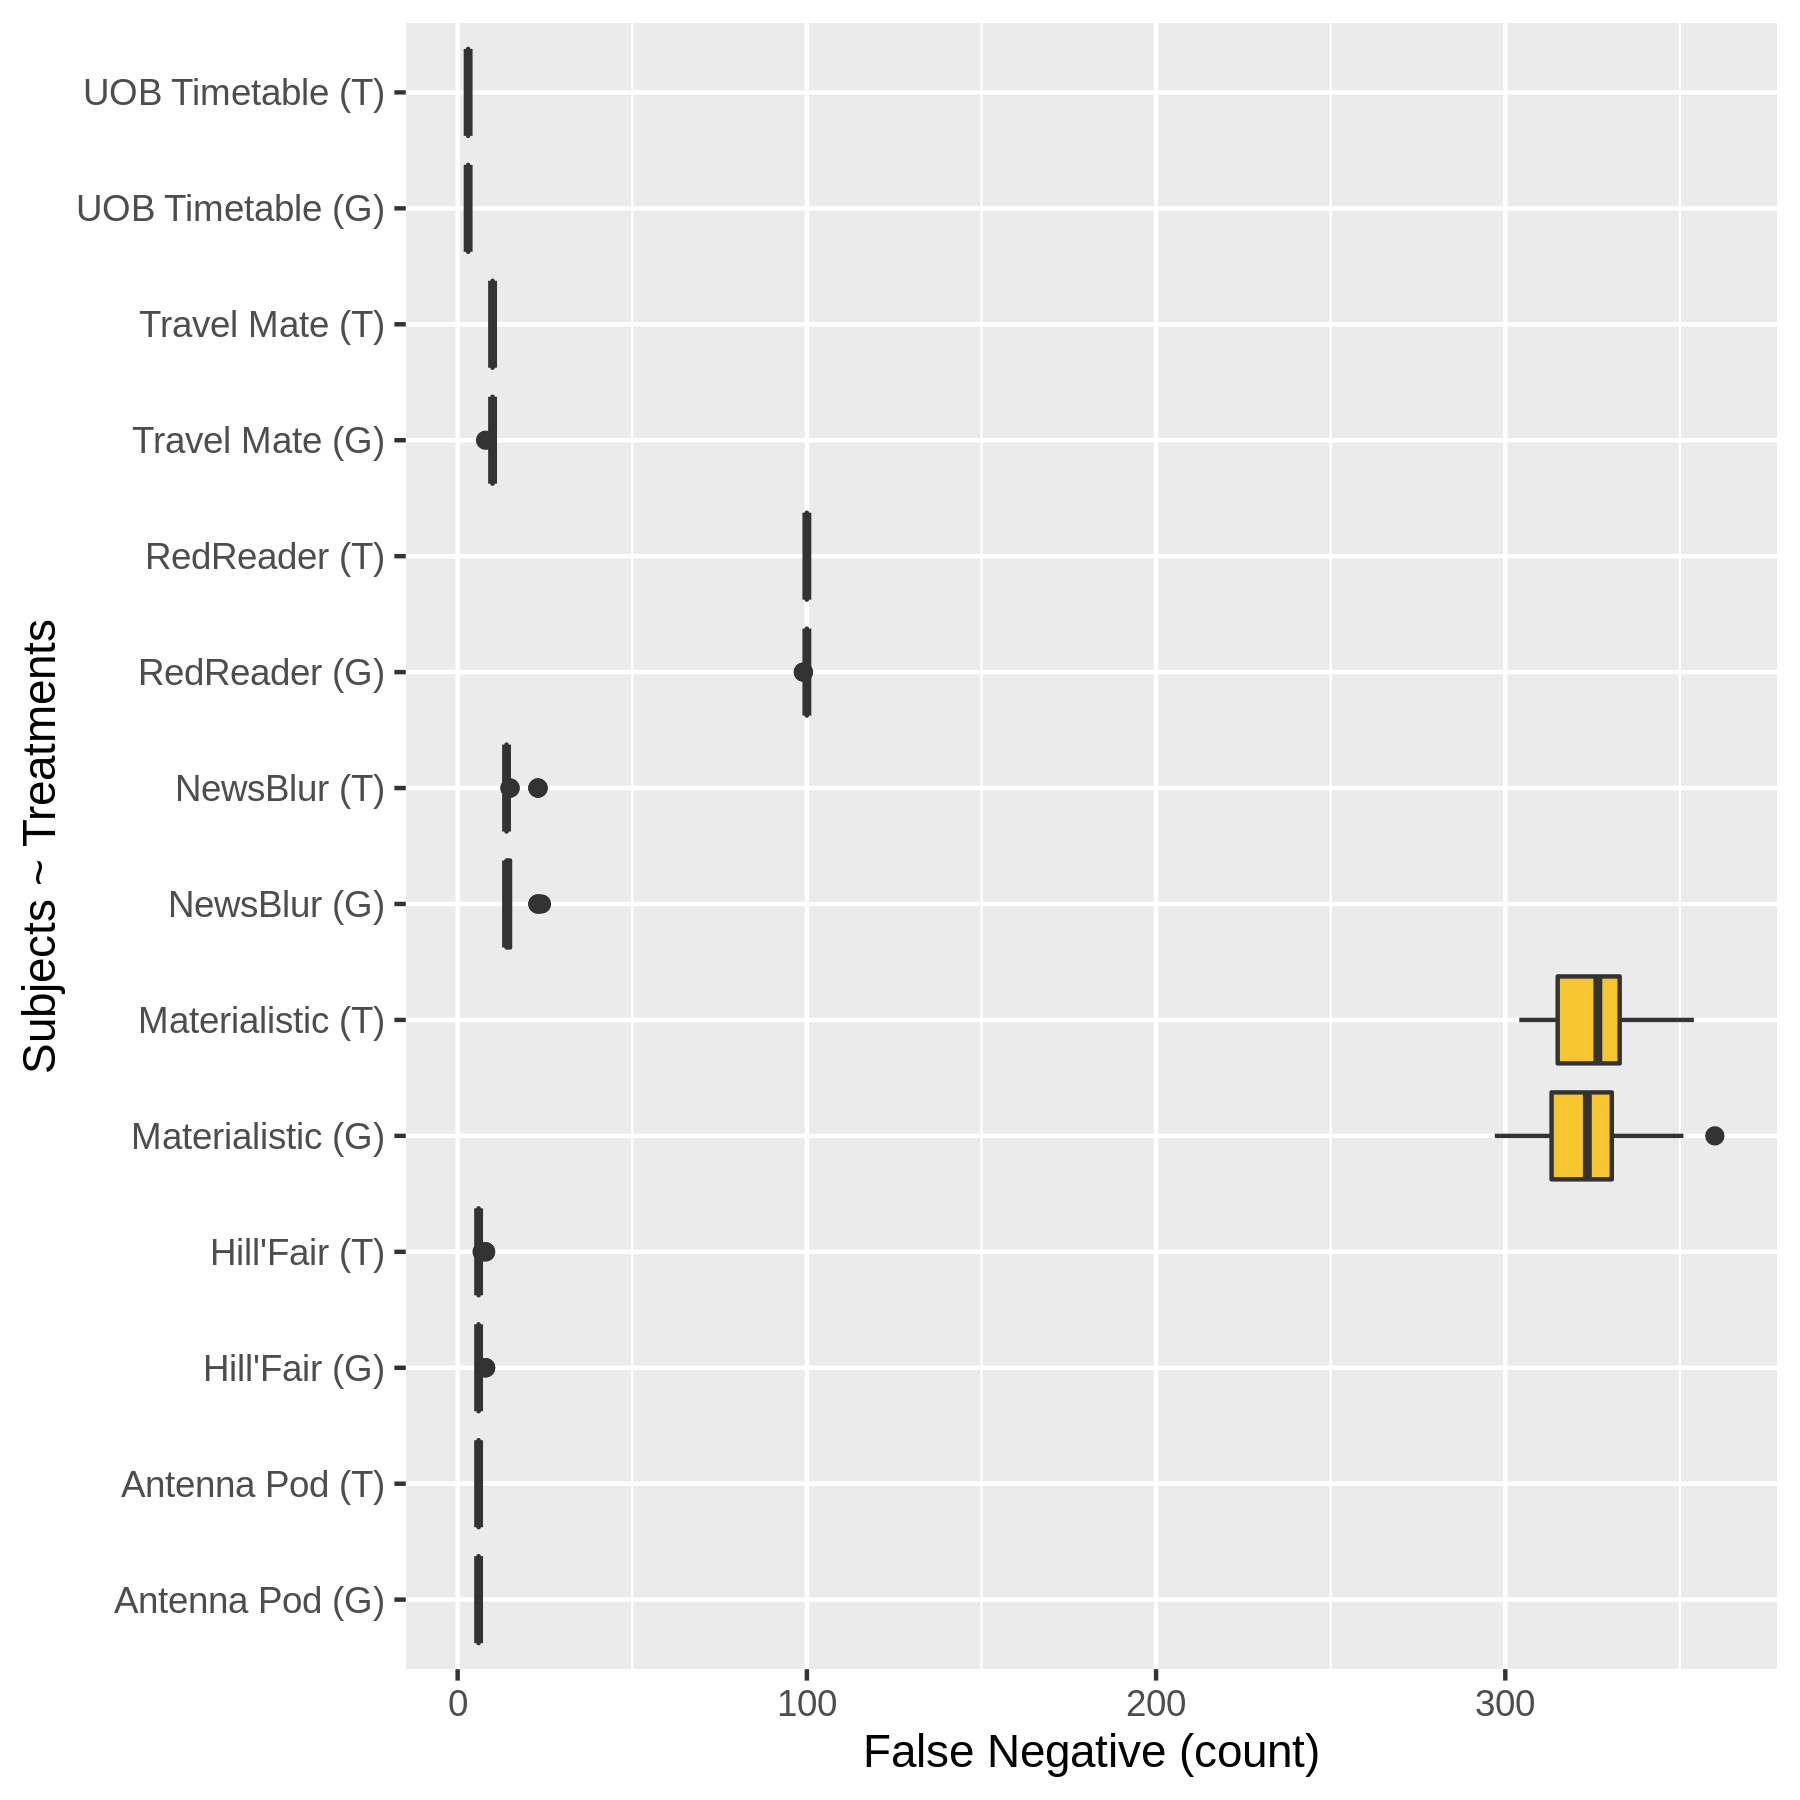 Subjects ~ Treatments
UOB Timetable (T)
UOB Timetable (G)
Travel Mate (T)
Travel Mate (G)
RedReader (T)
RedReader (G)
NewsBlur (T)
NewsBlur (G)
Materialistic (T)
Materialistic (G)
Hill'Fair (T)
Hill'Fair (G)
Antenna Pod (T)
Antenna Pod (G)
0 100 200 300
False Negative (count)